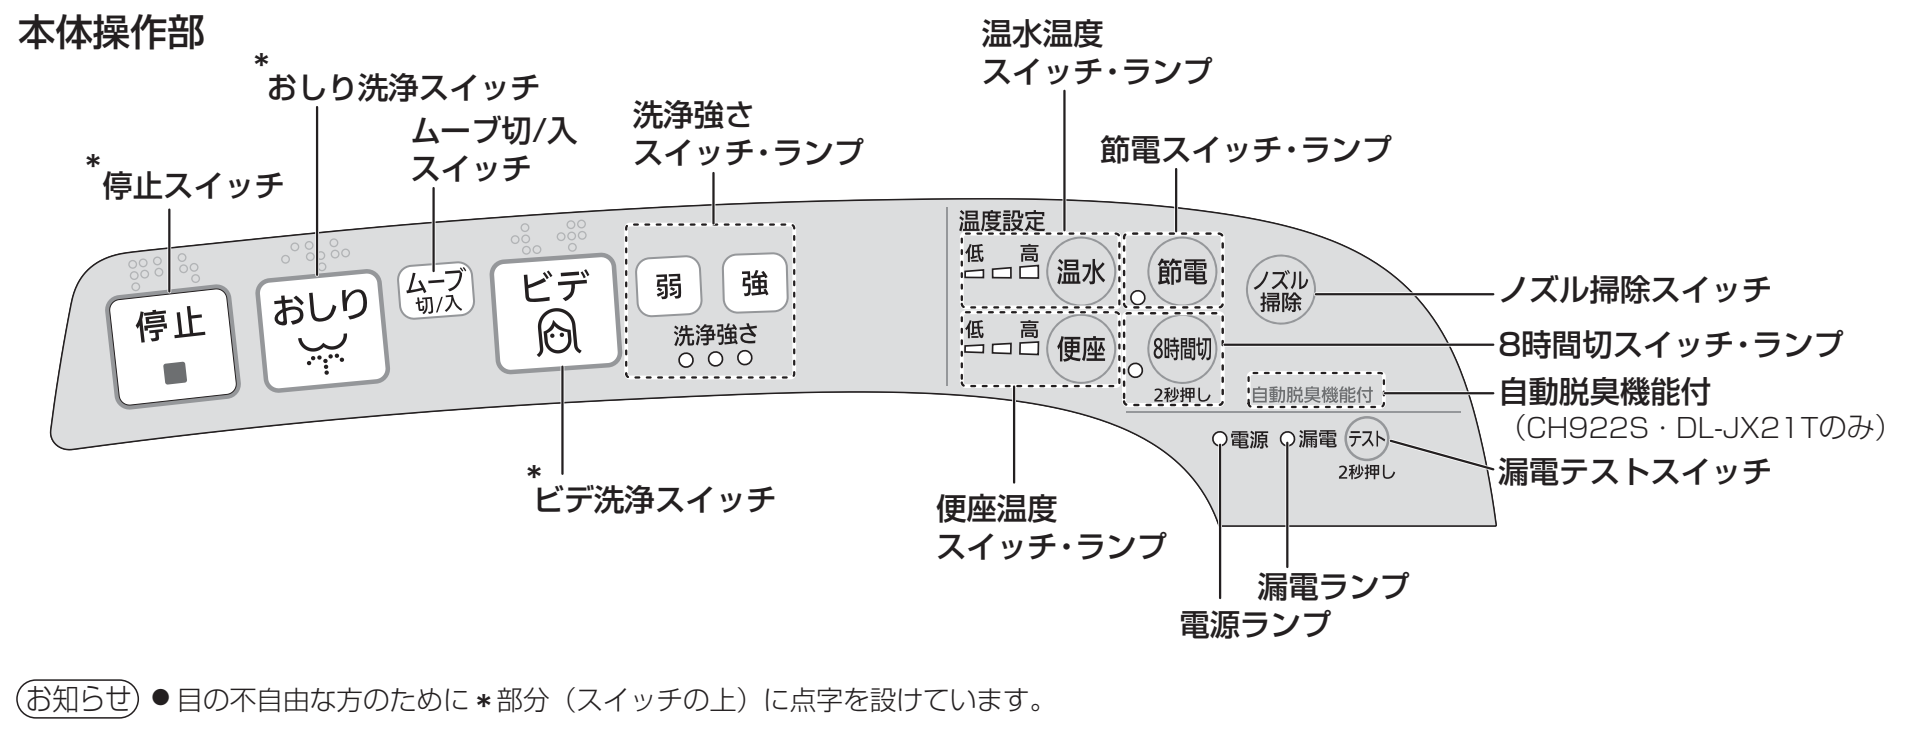 本体操作部
*おしり洗浄スイッチ
*停止スイッチ
ムーブ切/入
スイッチ
洗浄強さ
スイッチ・ランプ
温水温度
スイッチ・ランプ
節電スイッチ・ランプ
停止
おしり
ムーブ
切/入
ビデ
弱
強
洗浄強さ
温度設定
低 高
温水
節電
ノズル
掃除
低 高
便座
8時間切
2秒押し
自動脱臭機能付
電源
漏電
テスト
2秒押し
ノズル掃除スイッチ
8時間切スイッチ・ランプ
自動脱臭機能付
（CH922S・DL-JX21Tのみ）
漏電テストスイッチ
*ビデ洗浄スイッチ
便座温度
スイッチ・ランプ
漏電ランプ
電源ランプ
お知らせ ●目の不自由な方のために＊部分（スイッチの上）に点字を設けています。